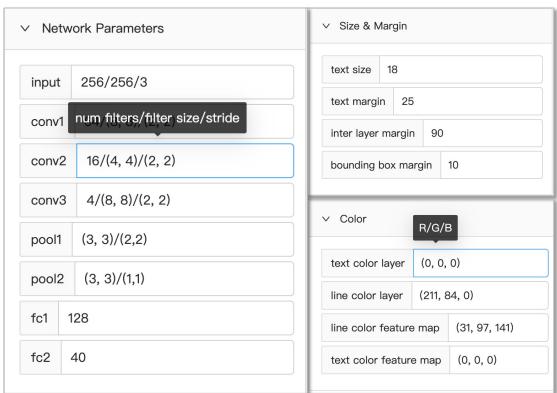 Network Parameters
input 256/256/3
num filters/filter size/stride
conv1
conv2 16/(4, 4)/(2, 2)
conv3 4/(8, 8)/(2, 2)
pool1 (3, 3)/(2,2)
pool2 (3, 3)/(1,1)
fc1 128
fc2 40
Size & Margin
text size 18
text margin 25
inter layer margin 90
bounding box margin 10
Color
R/G/B
text color layer (0, 0, 0)
line color layer (211, 84, 0)
line color feature map (31, 97, 141)
text color feature map (0, 0, 0)